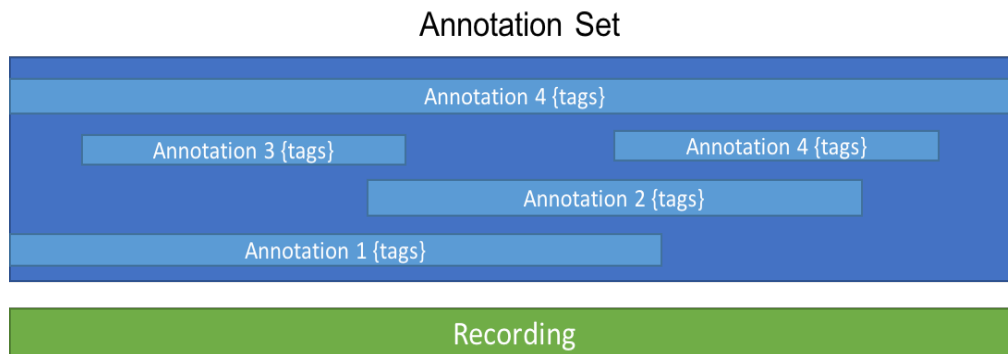 Annotation Set
Annotation 4 {tags}
Annotation 3 {tags}
Annotation 4 {tags}
Annotation 2 {tags}
Annotation 1 {tags}
Recording